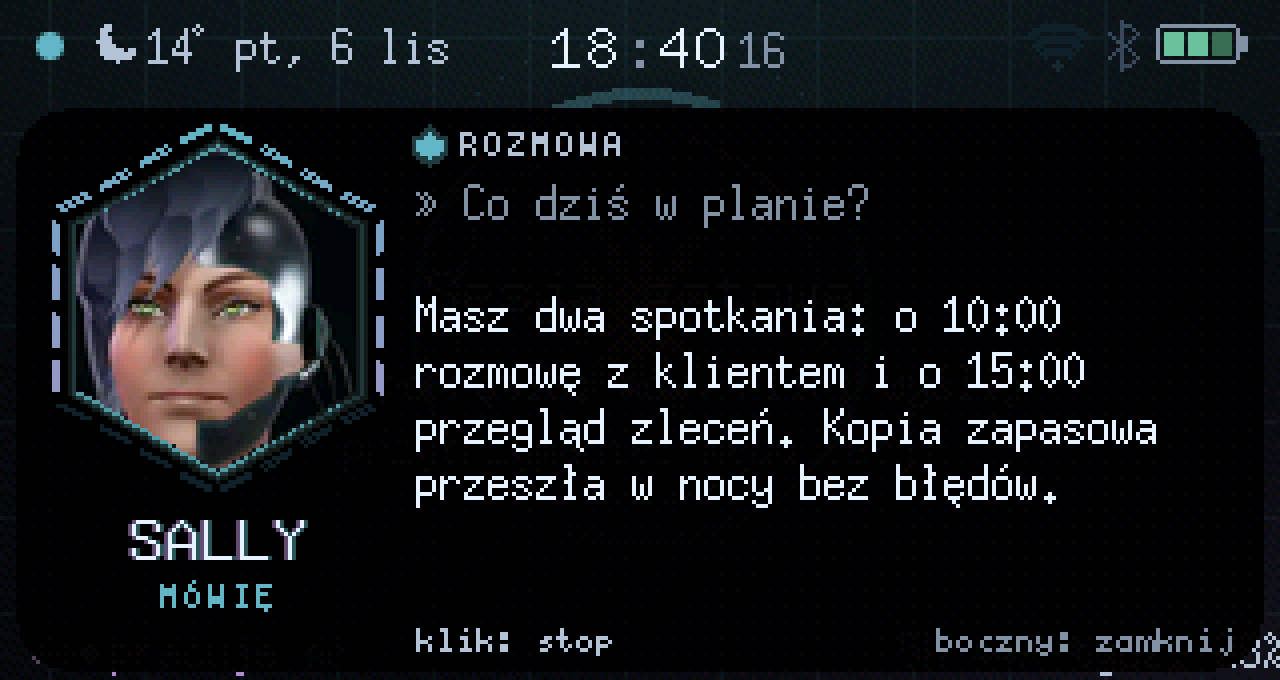 14° pt, 6 lis 18:40 16
ROZMOWA
» Co dziś w planie?
Masz dwa spotkania: o 10:00
rozmowę z klientem i o 15:00
przegląd zleceń. Kopia zapasowa
przeszła w nocy bez błędów.
SALLY
MÓWIĘ
klik: stop boczny: zamknij